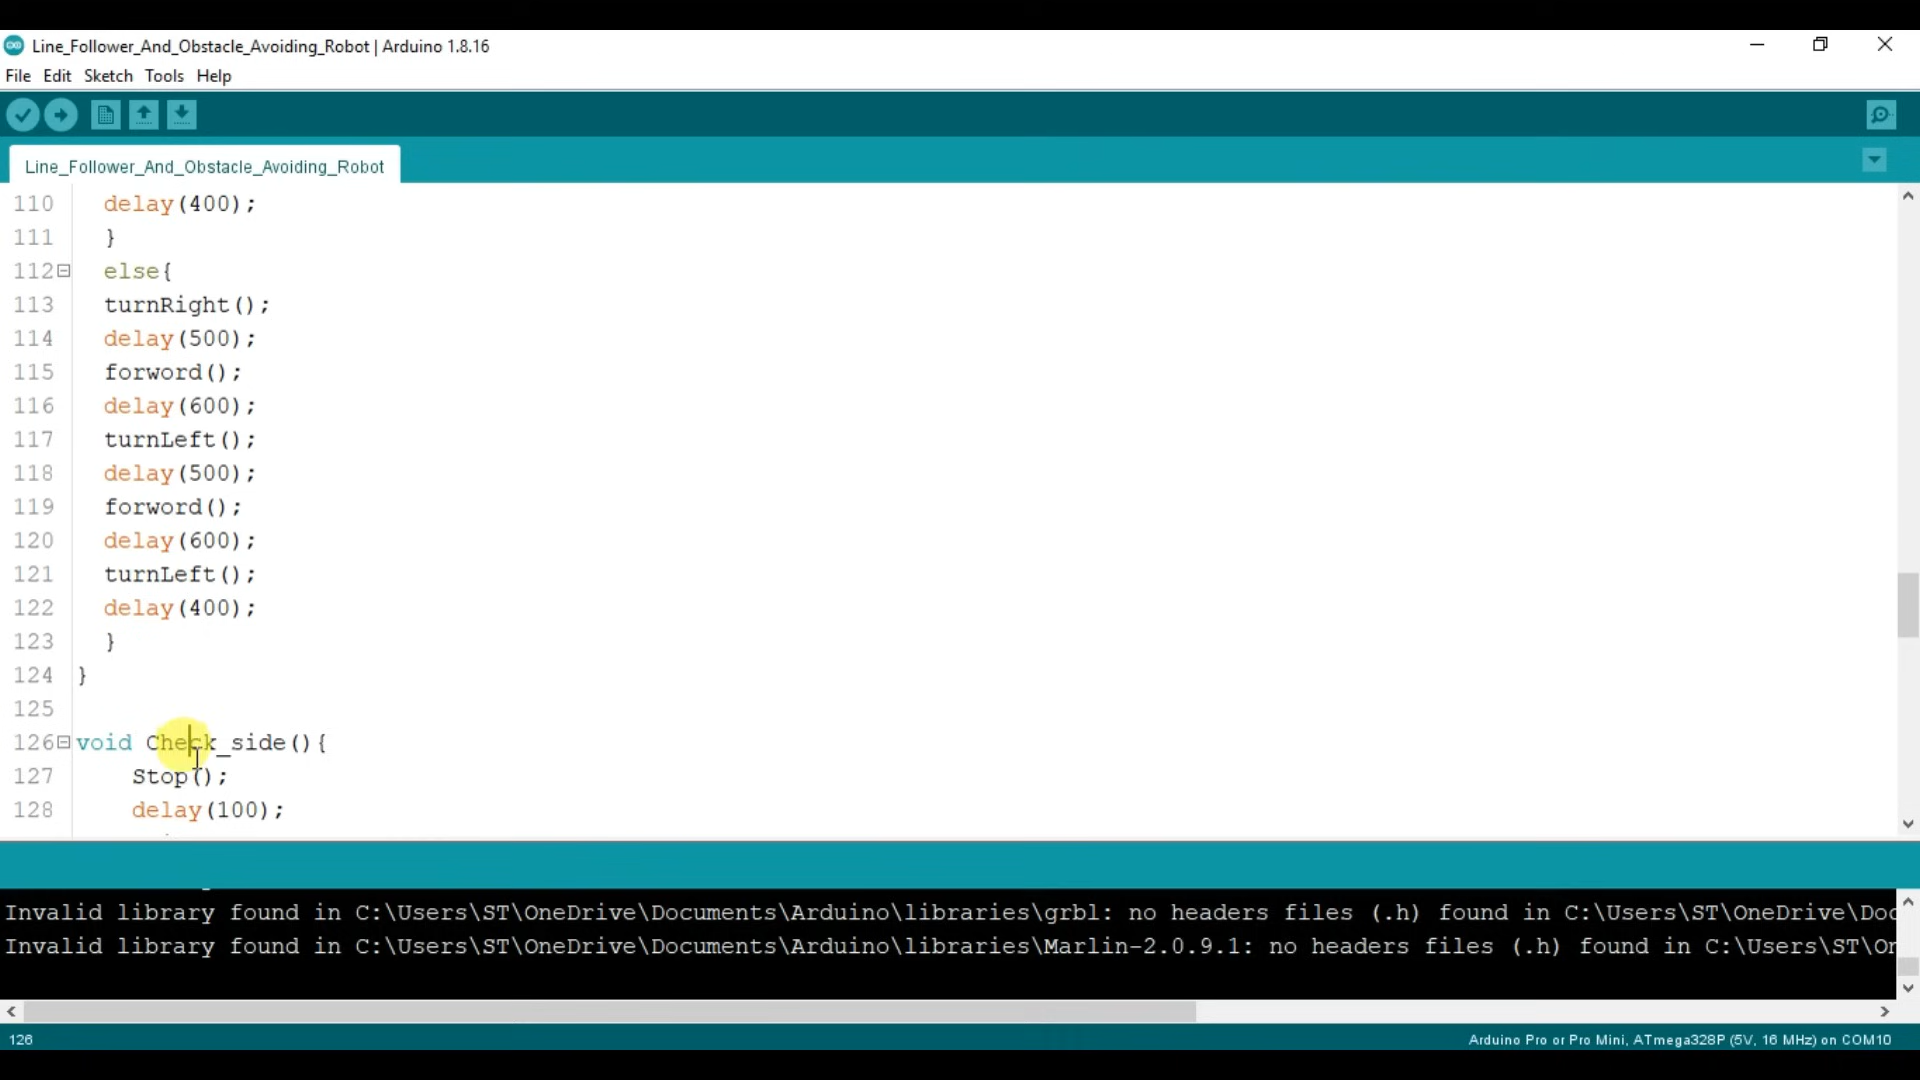 Line_Follower_And_Obstacle_Avoiding_Robot | Arduino 1.8.16
File Edit Sketch Tools Help
Line_Follower_And_Obstacle_Avoiding_Robot
110 delay(400);
111 }
112 else{
113 turnRight();
114 delay(500);
115 forword();
116 delay(600);
117 turnLeft();
118 delay(500);
119 forword();
120 delay(600);
121 turnLeft();
122 delay(400);
123 }
124 }
125
126 void Check_side(){
127 Stop();
128 delay(100);
Invalid library found in C:\Users\ST\OneDrive\Documents\Arduino\libraries\grbl: no headers files (.h) found in C:\Users\ST\OneDrive\Doc
Invalid library found in C:\Users\ST\OneDrive\Documents\Arduino\libraries\Marlin-2.0.9.1: no headers files (.h) found in C:\Users\ST\On
126 Arduino Pro or Pro Mini, ATmega328P (5V, 16 MHz) on COM10